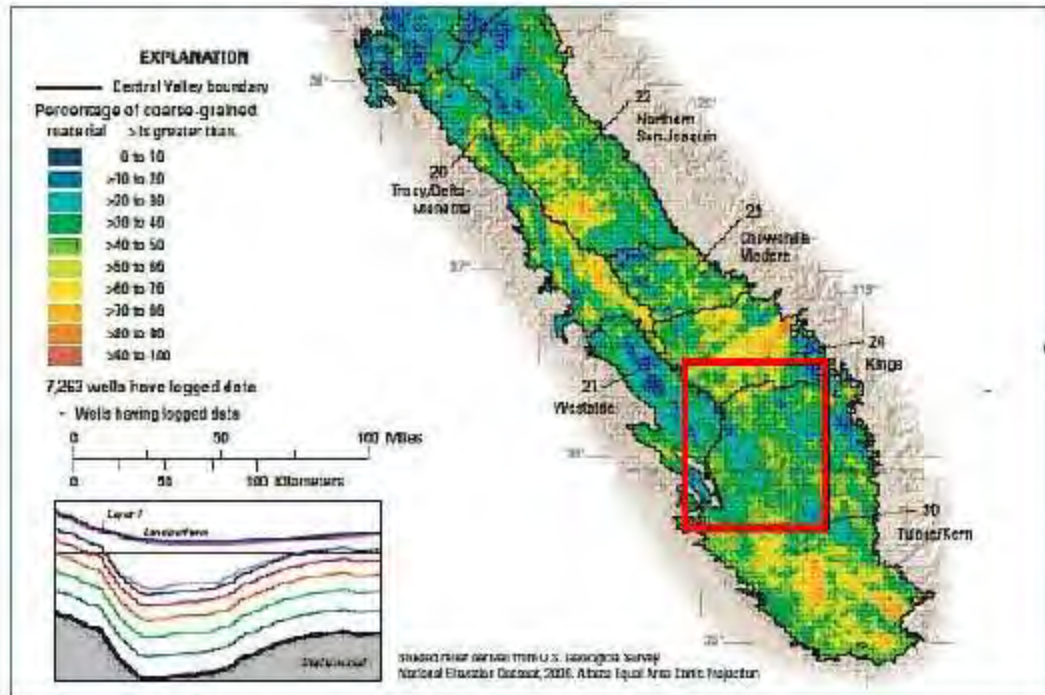 EXPLANATION
Central Valley boundary
Percentage of coarse-grained
material > is greater than
0 to 10
>10 to 20
>20 to 30
>30 to 40
>40 to 50
>50 to 60
>60 to 70
>70 to 80
>80 to 90
>90 to 100
7,263 wells have logged data
Wells having logged data
0 50 100 Miles
0 50 100 Kilometers
Layer 1
Land surface
22
Northern
San Joaquin
20
Tracy/Delta-
Mendota
23
Chowchilla-
Madera
37°
24
Kings
21
Westside
30
Tulare/Kern
Shaded relief derived from U.S. Geological Survey
National Elevation Dataset, 2006. Albers Equal Area Conic Projection